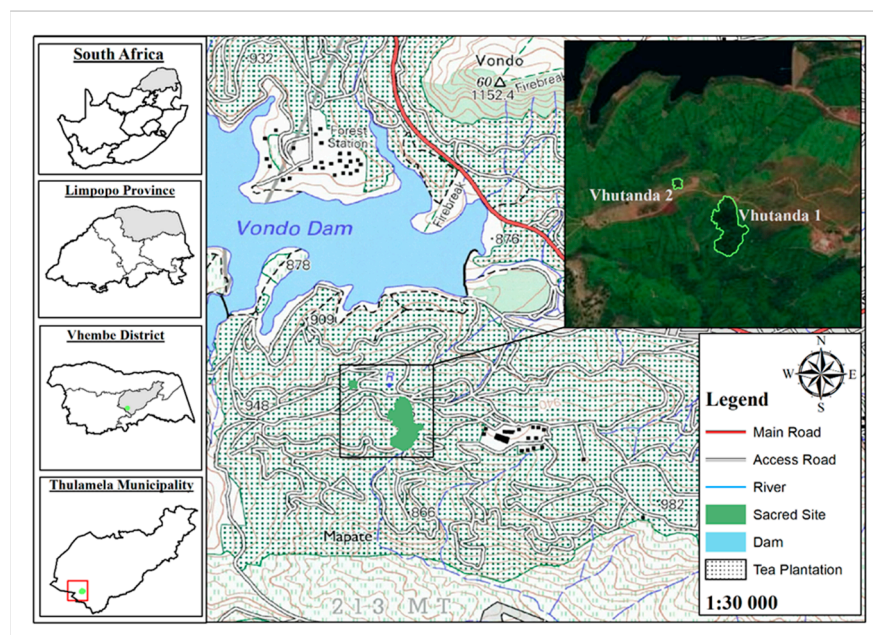 South Africa
Limpopo Province
Vhembe District
Thulamela Municipality
932
Vondo
60
1152,4
Firebreak
Forest
Station
Firebreak
Vondo Dam
876
878
909
948
940
866
982
Mapate
213 MT
Vhutanda 2
Vhutanda 1
N
W
E
S
Legend
Main Road
Access Road
River
Sacred Site
Dam
Tea Plantation
1:30 000